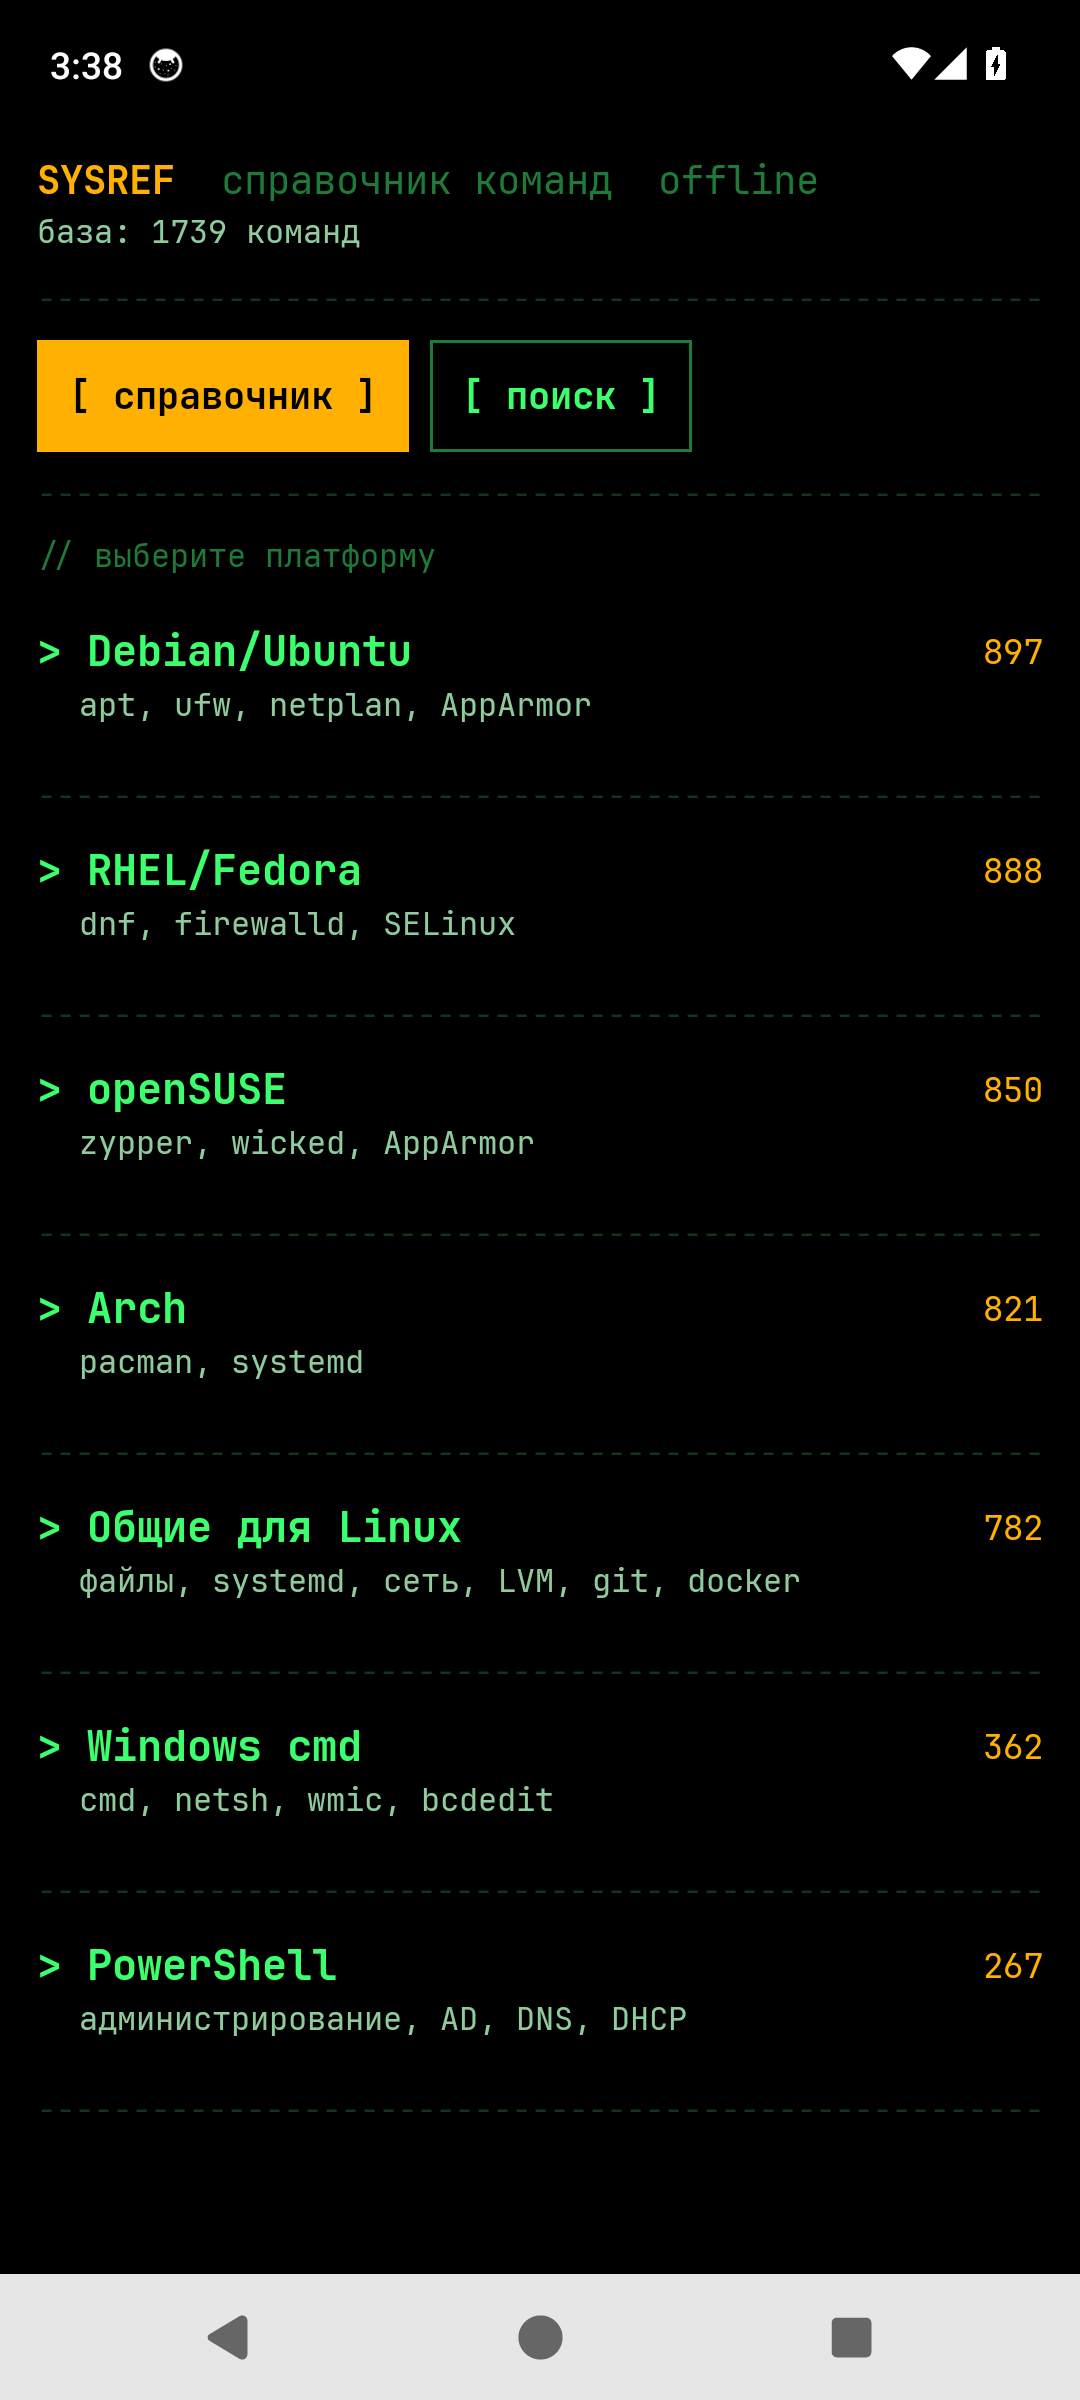 3:38
SYSREF справочник команд offline
база: 1739 команд
------------------------------------------------------
[ справочник ] [ поиск ]
------------------------------------------------------
// выберите платформу
> Debian/Ubuntu 897
apt, ufw, netplan, AppArmor
------------------------------------------------------
> RHEL/Fedora 888
dnf, firewalld, SELinux
------------------------------------------------------
> openSUSE 850
zypper, wicked, AppArmor
------------------------------------------------------
> Arch 821
pacman, systemd
------------------------------------------------------
> Общие для Linux 782
файлы, systemd, сеть, LVM, git, docker
------------------------------------------------------
> Windows cmd 362
cmd, netsh, wmic, bcdedit
------------------------------------------------------
> PowerShell 267
администрирование, AD, DNS, DHCP
------------------------------------------------------